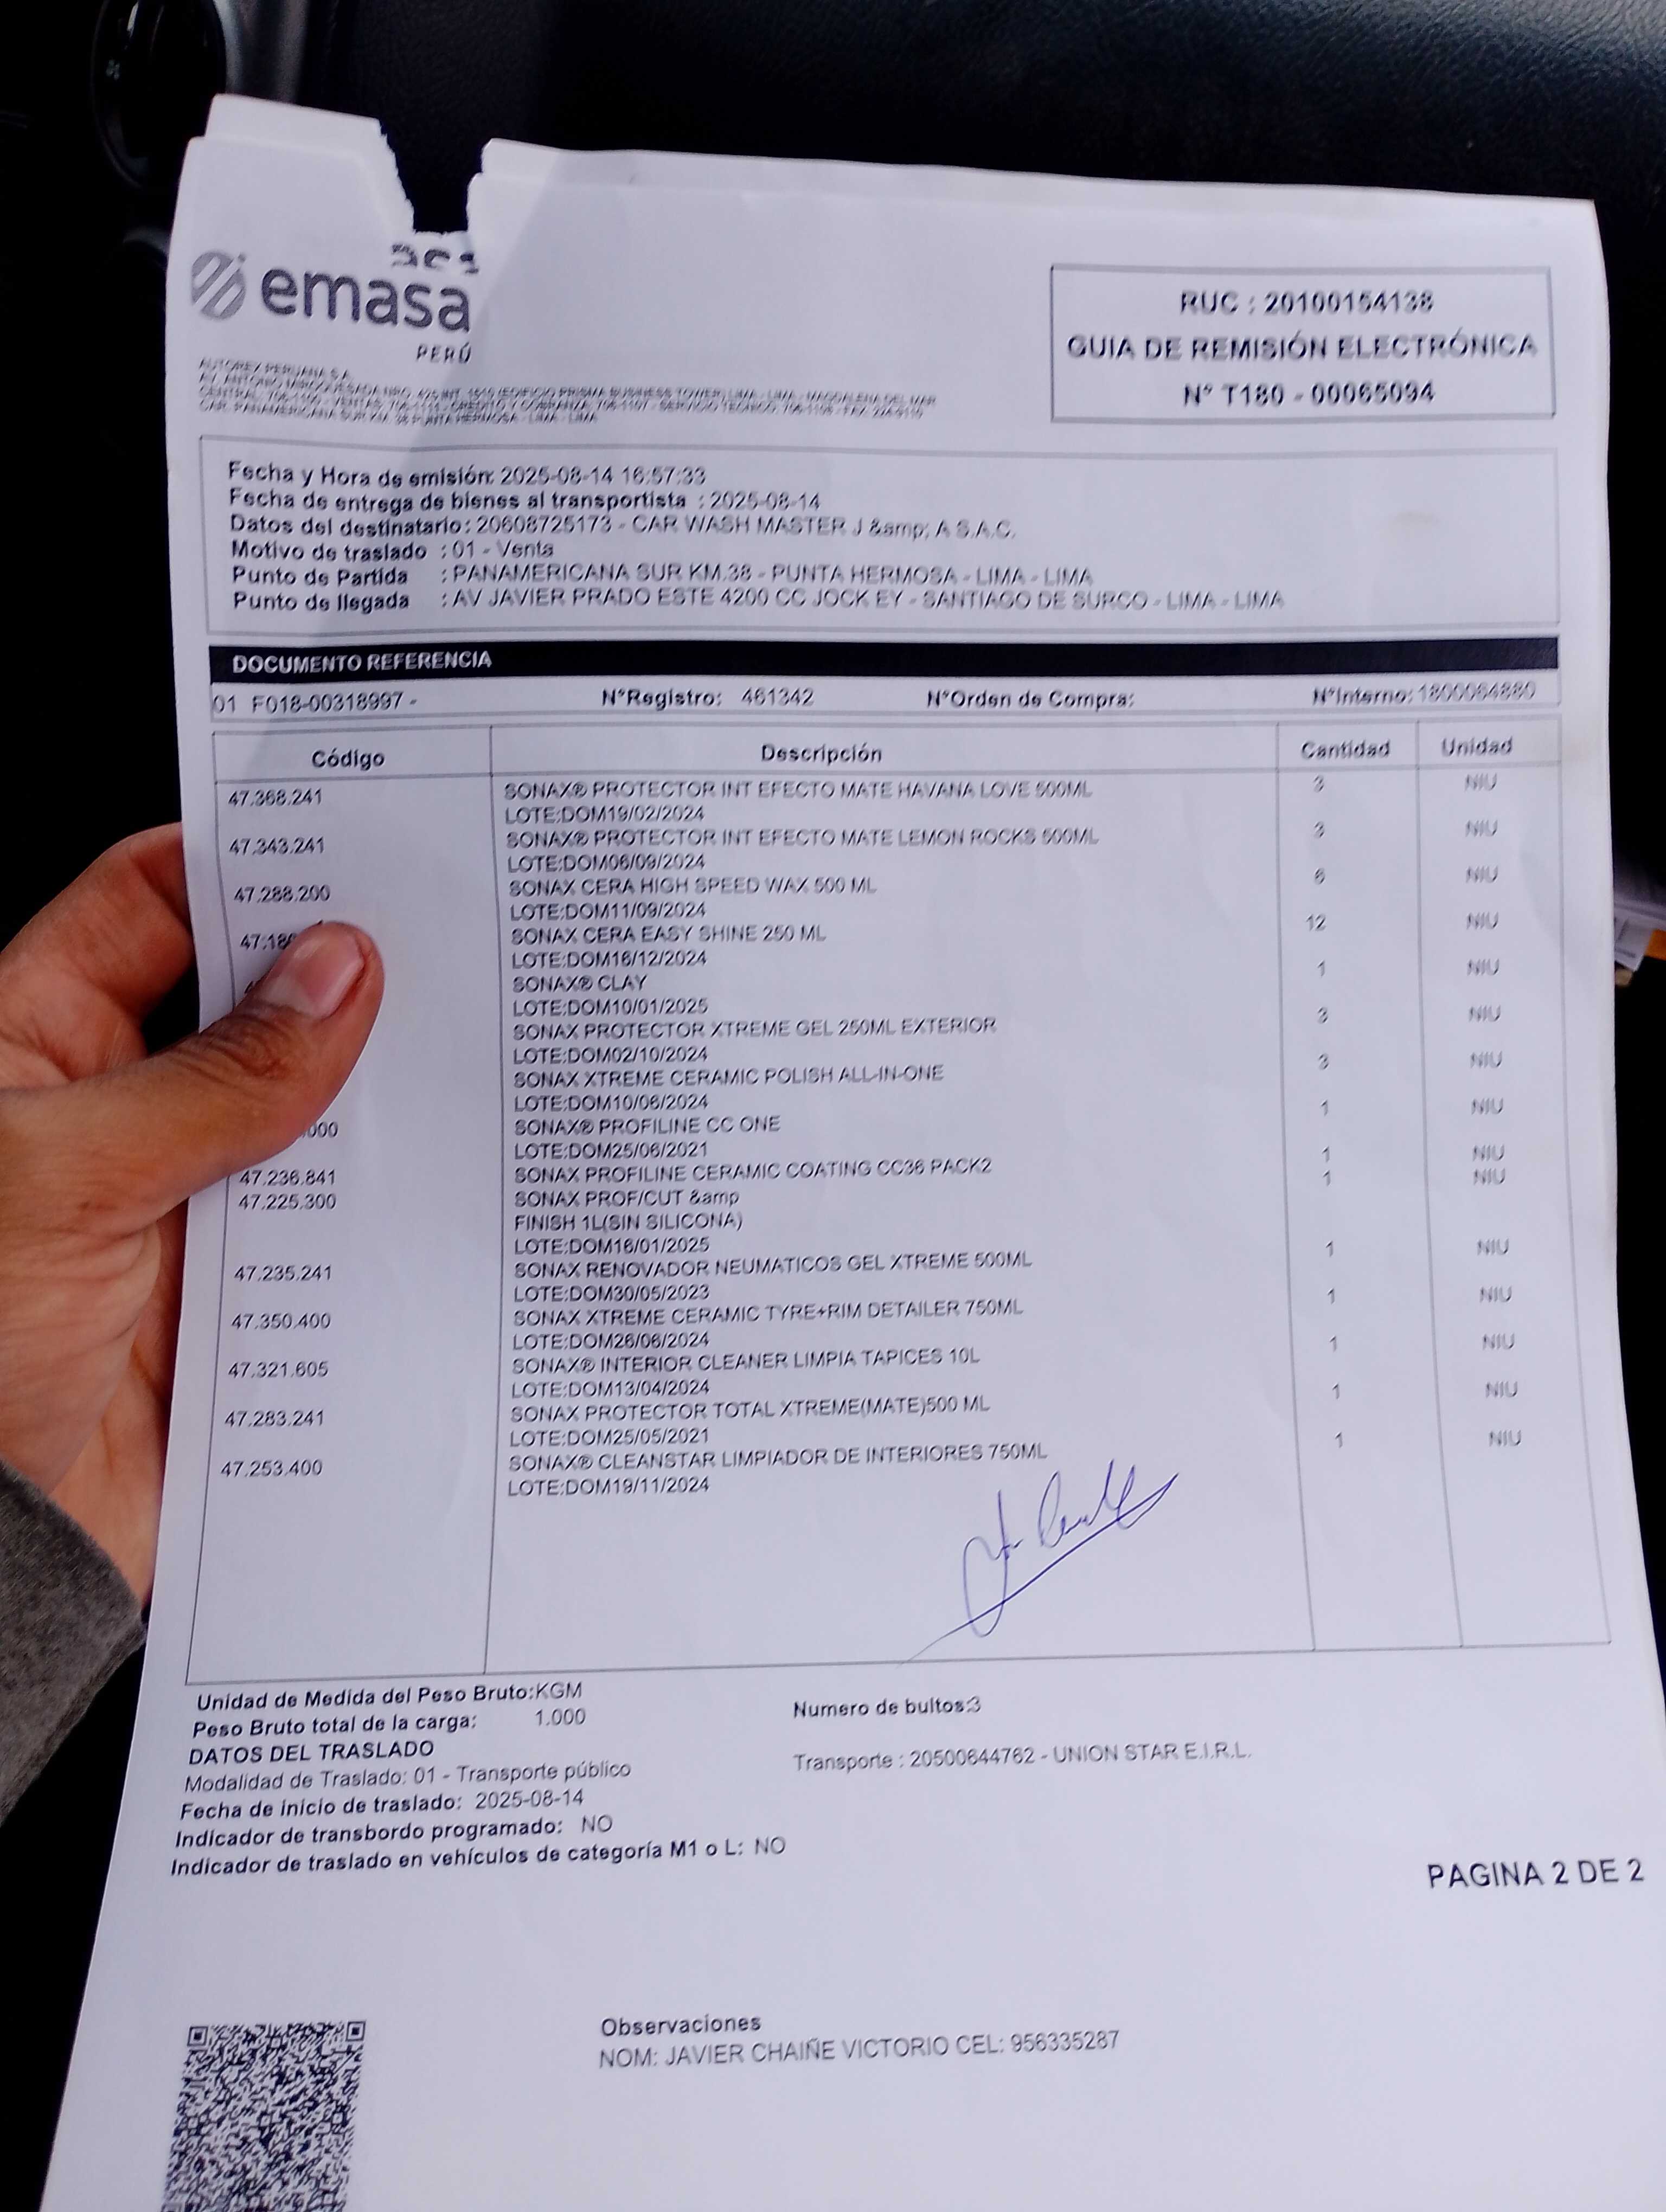 emasa
PERÚ
AUTOREX PERUANA S.A.
RUC : 20100154138
GUIA DE REMISIÓN ELECTRÓNICA
N° T180 - 00065094
Fecha y Hora de emisión: 2025-08-14 16:57:33
Fecha de entrega de bienes al transportista : 2025-08-14
Datos del destinatario: 20608725173 - CAR WASH MASTER J &amp; A S.A.C.
Motivo de traslado : 01 - Venta
Punto de Partida : PANAMERICANA SUR KM.38 - PUNTA HERMOSA - LIMA - LIMA
Punto de llegada : AV JAVIER PRADO ESTE 4200 CC JOCK EY - SANTIAGO DE SURCO - LIMA - LIMA
DOCUMENTO REFERENCIA
01 F018-00318997 - N°Registro: 461342 N°Orden de Compra: N°Interno: 1800064880
Código Descripción Cantidad Unidad
47.368.241 SONAX® PROTECTOR INT EFECTO MATE HAVANA LOVE 500ML 3 NIU
LOTE:DOM19/02/2024
47.343.241 SONAX® PROTECTOR INT EFECTO MATE LEMON ROCKS 500ML 3 NIU
LOTE:DOM06/09/2024
47.288.200 SONAX CERA HIGH SPEED WAX 500 ML 6 NIU
LOTE:DOM11/09/2024
SONAX CERA EASY SHINE 250 ML 12 NIU
LOTE:DOM16/12/2024
SONAX® CLAY 1 NIU
LOTE:DOM10/01/2025
SONAX PROTECTOR XTREME GEL 250ML EXTERIOR 3 NIU
LOTE:DOM02/10/2024
SONAX XTREME CERAMIC POLISH ALL-IN-ONE 3 NIU
LOTE:DOM10/06/2024
000 SONAX® PROFILINE CC ONE 1 NIU
LOTE:DOM25/06/2021
47.236.841 SONAX PROFILINE CERAMIC COATING CC36 PACK2 1 NIU
47.225.300 SONAX PROF/CUT &amp 1 NIU
FINISH 1L(SIN SILICONA)
LOTE:DOM16/01/2025
47.235.241 SONAX RENOVADOR NEUMATICOS GEL XTREME 500ML 1 NIU
LOTE:DOM30/05/2023
47.350.400 SONAX XTREME CERAMIC TYRE+RIM DETAILER 750ML 1 NIU
LOTE:DOM26/06/2024
47.321.605 SONAX® INTERIOR CLEANER LIMPIA TAPICES 10L 1 NIU
LOTE:DOM13/04/2024
47.283.241 SONAX PROTECTOR TOTAL XTREME(MATE)500 ML 1 NIU
LOTE:DOM25/05/2021
47.253.400 SONAX® CLEANSTAR LIMPIADOR DE INTERIORES 750ML 1 NIU
LOTE:DOM19/11/2024
Unidad de Medida del Peso Bruto:KGM
Peso Bruto total de la carga: 1.000 Numero de bultos:3
DATOS DEL TRASLADO
Modalidad de Traslado: 01 - Transporte público Transporte : 20500644762 - UNION STAR E.I.R.L.
Fecha de inicio de traslado: 2025-08-14
Indicador de transbordo programado: NO
Indicador de traslado en vehículos de categoría M1 o L: NO
PAGINA 2 DE 2
Observaciones
NOM: JAVIER CHAIÑE VICTORIO CEL: 956335287